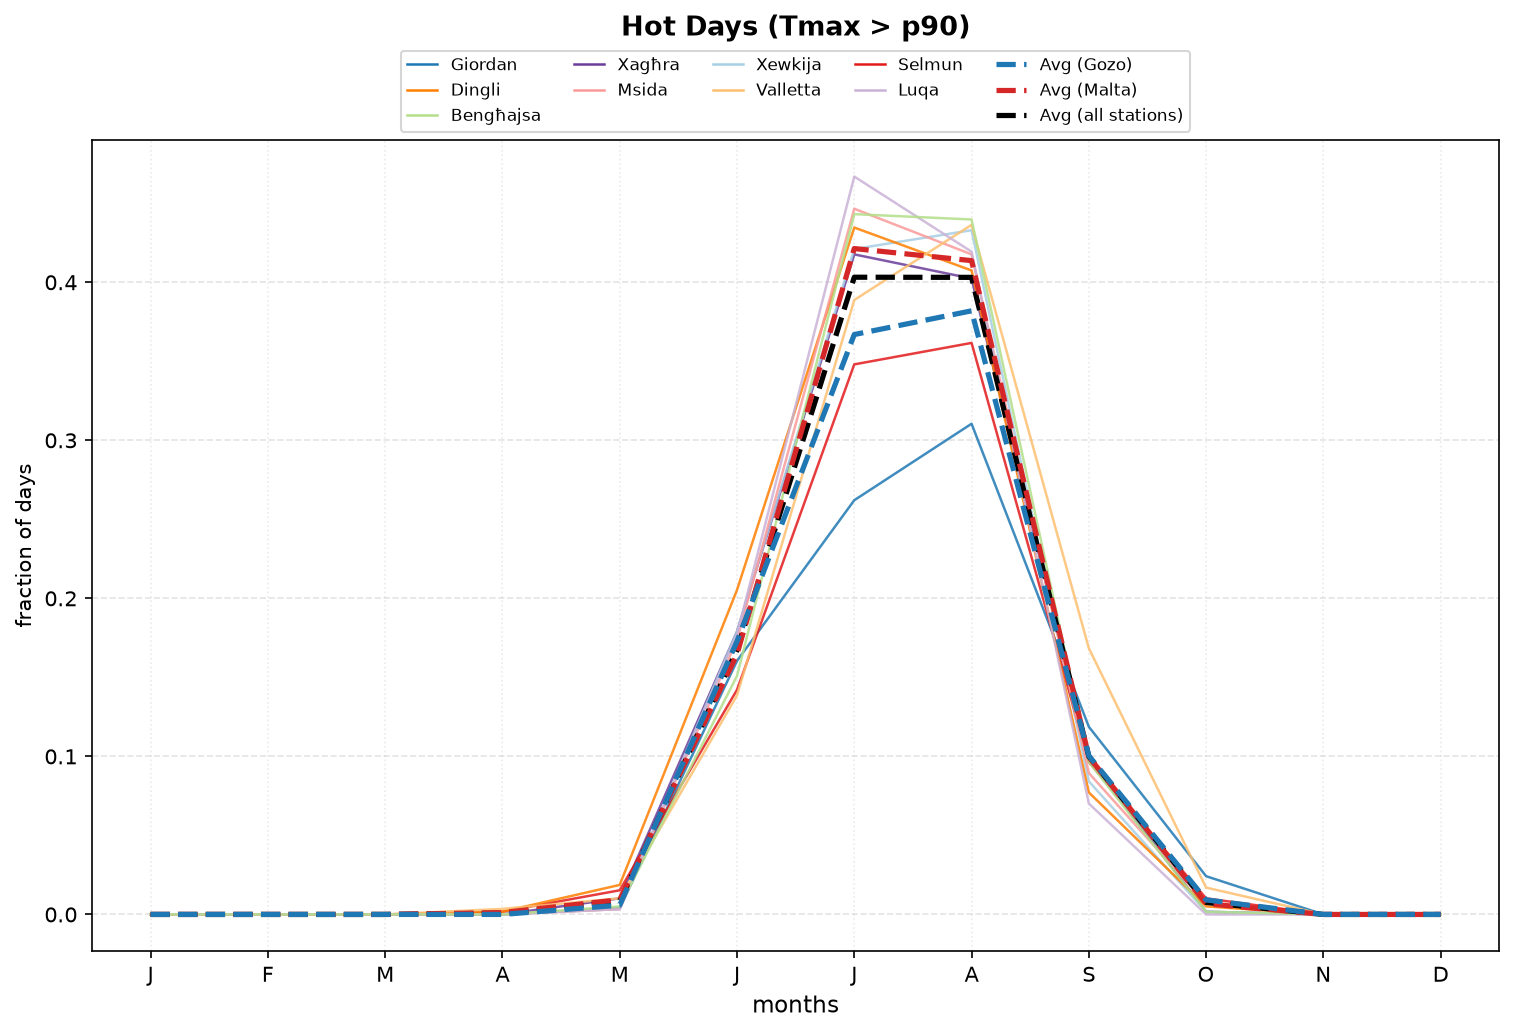 Hot Days (Tmax > p90)
Giordan
Dingli
Bengħajsa
Xagħra
Msida
Xewkija
Valletta
Selmun
Luqa
Avg (Gozo)
Avg (Malta)
Avg (all stations)
fraction of days
0.4
0.3
0.2
0.1
0.0
J F M A M J J A S O N D
months